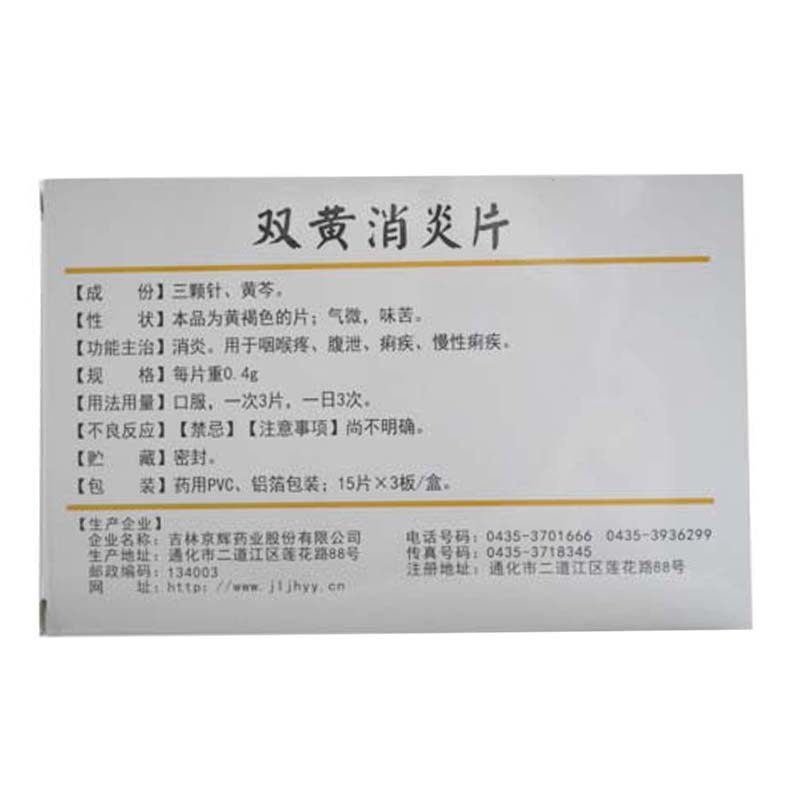 双黄消炎片
【成 份】三颗针、黄芩。
【性 状】本品为黄褐色的片；气微，味苦。
【功能主治】消炎。用于咽喉疼、腹泄、痢疾、慢性痢疾。
【规 格】每片重0.4g
【用法用量】口服，一次3片，一日3次。
【不良反应】【禁忌】【注意事项】尚不明确。
【贮 藏】密封。
【包 装】药用PVC、铝箔包装；15片×3板/盒。
【生产企业】
企业名称：吉林京辉药业股份有限公司
生产地址：通化市二道江区莲花路88号
邮政编码：134003
网 址：http://www.jljhyy.cn
电话号码：0435-3701666 0435-3936299
传真号码：0435-3718345
注册地址：通化市二道江区莲花路88号